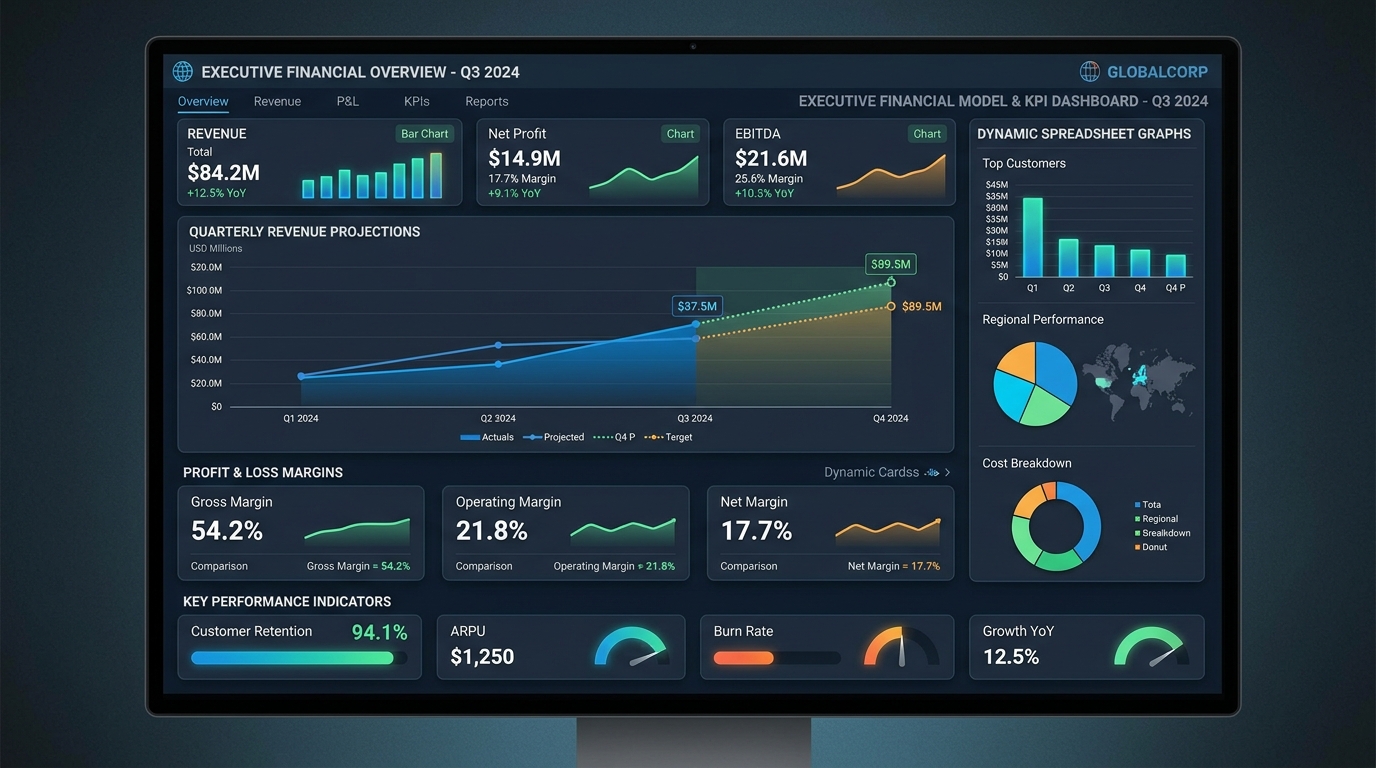 EXECUTIVE FINANCIAL OVERVIEW - Q3 2024
GLOBALCORP
Overview Revenue P&L KPIs Reports
EXECUTIVE FINANCIAL MODEL & KPI DASHBOARD - Q3 2024
REVENUE
Bar Chart
Total
$84.2M
+12.5% YoY
Net Profit
Chart
$14.9M
17.7% Margin
+9.1% YoY
EBITDA
Chart
$21.6M
25.6% Margin
+10.3% YoY
QUARTERLY REVENUE PROJECTIONS
USD MIllions
$20.0M
$100.0M
$80.0M
$60.0M
$40.0M
$20.0M
$0
$37.5M
$89.5M
$89.5M
Q1 2024
Q2 2024
Q3 2024
Q4 2024
Actuals Projected Q4 P Terget
DYNAMIC SPREADSHEET GRAPHS
Top Customers
$45M
$35M
$80M
$35M
$30M
$15M
$10M
$5M
$0
Q1 Q2 Q3 Q4 Q4 P
Regional Performance
Cost Breakdown
Tota
Regional
Srealkdown
Donut
PROFIT & LOSS MARGINS
Dynamic Cardss
Gross Margin
54.2%
Comparison
Gross Margin = 54.2%
Operating Margin
21.8%
Comparison
Operating Margin = 21.8%
Net Margin
17.7%
Comparison
Net Margin = 17.7%
KEY PERFORMANCE INDICATORS
Customer Retention 94.1%
ARPU
$1,250
Burn Rate
Growth YoY
12.5%